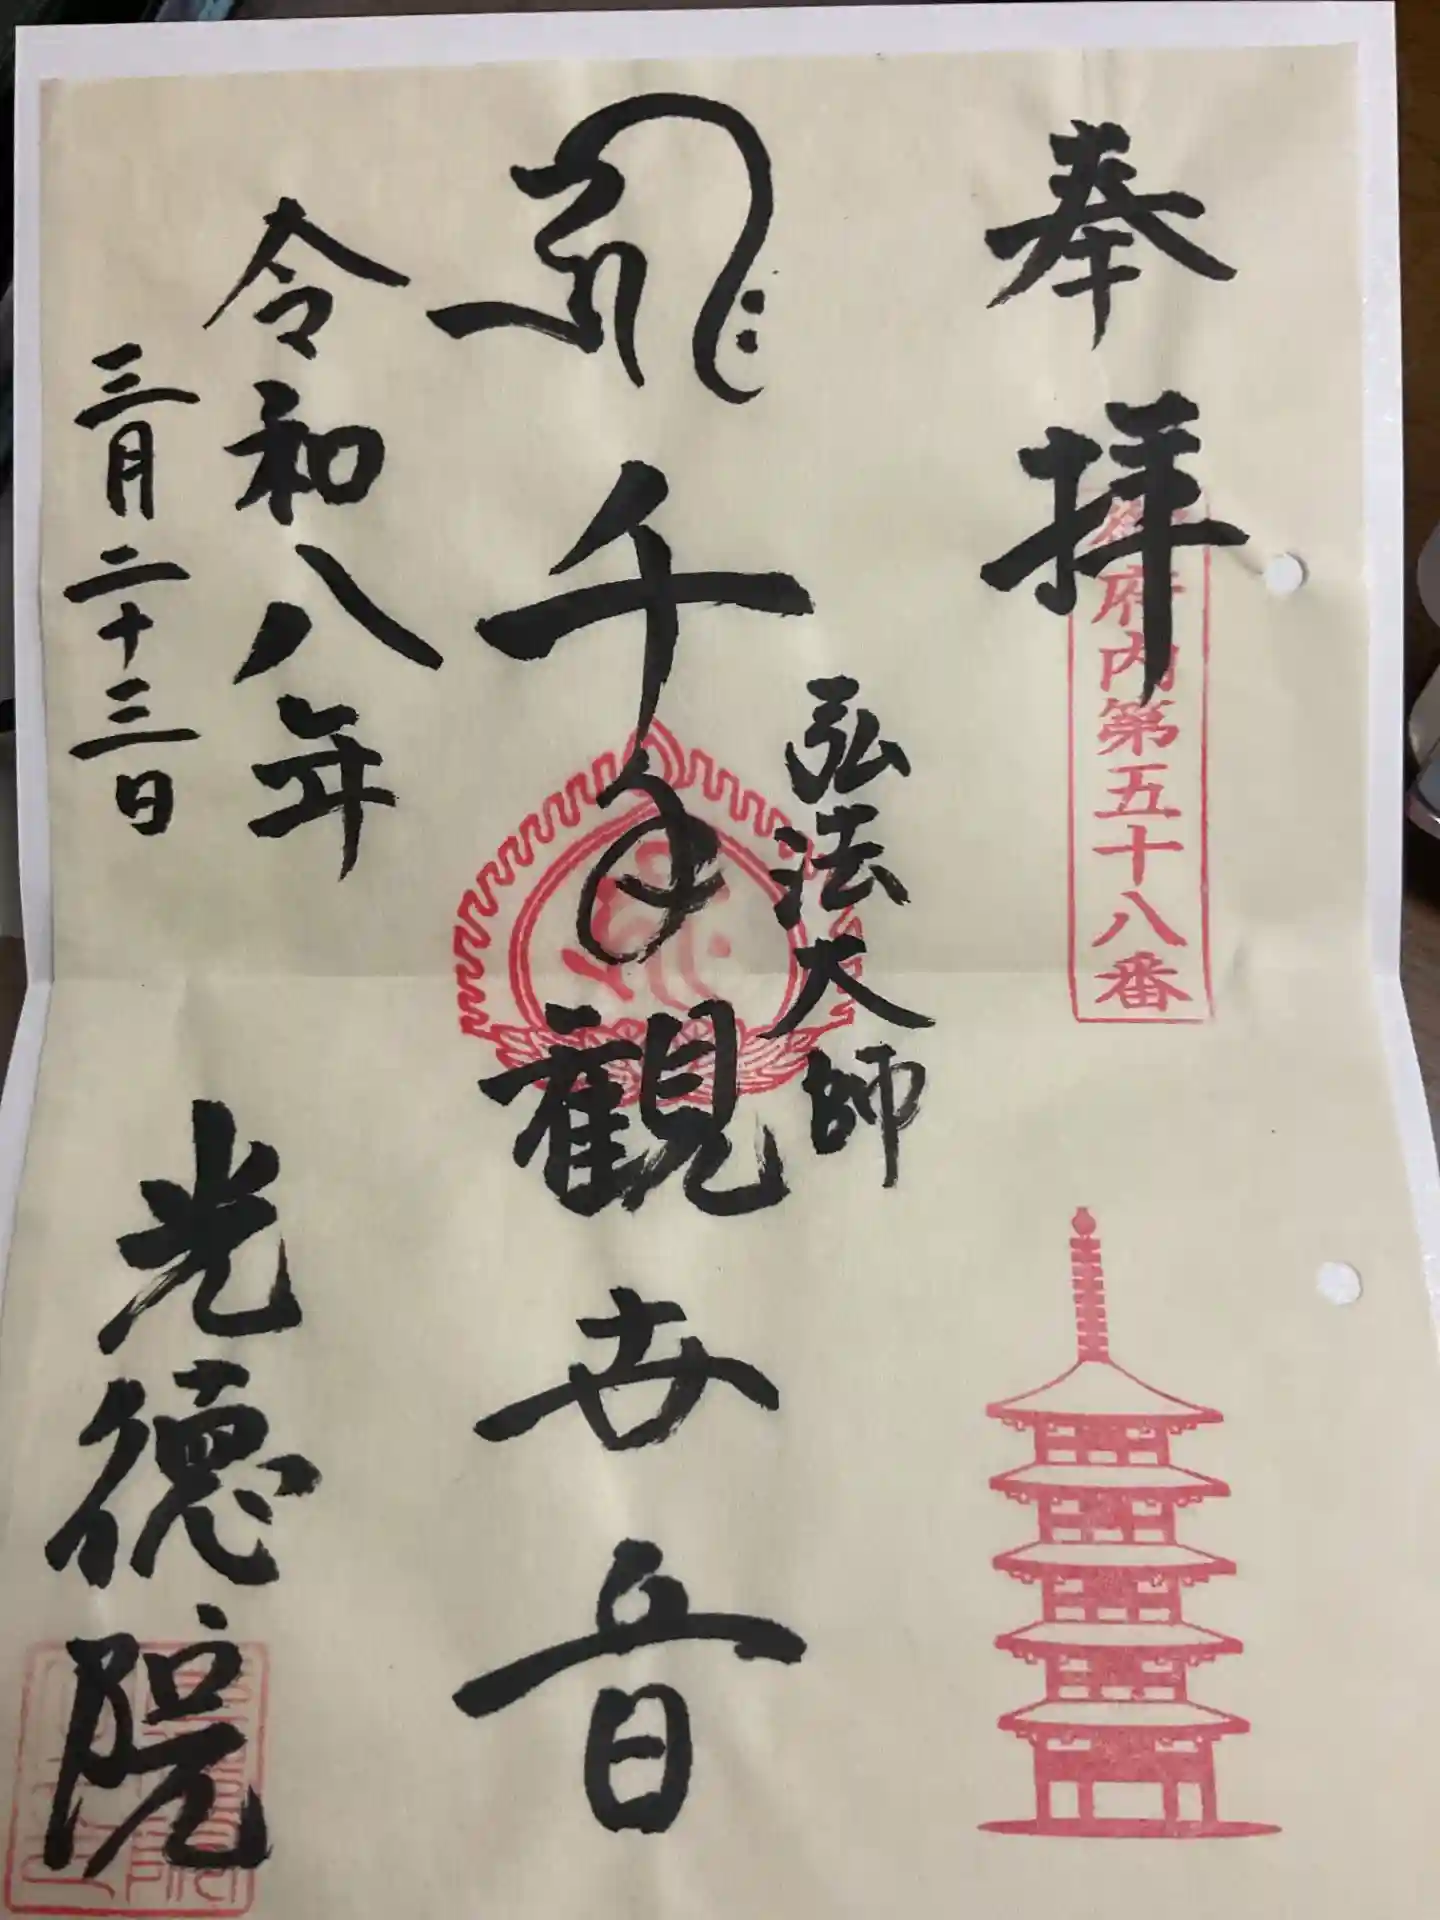 奉拝
府内第五十八番
弘法大師
千手観世音
令和八年
三月二十三日
光徳院